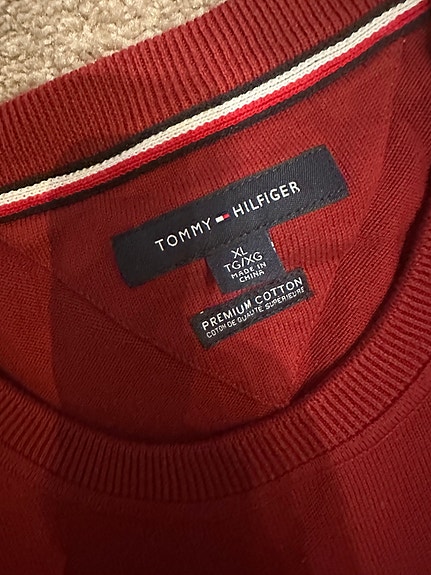 TOMMY HILFIGER
XL
TG/XG
MADE IN
CHINA
PREMIUM COTTON
COTON DE QUALITÉ SUPÉRIEURE